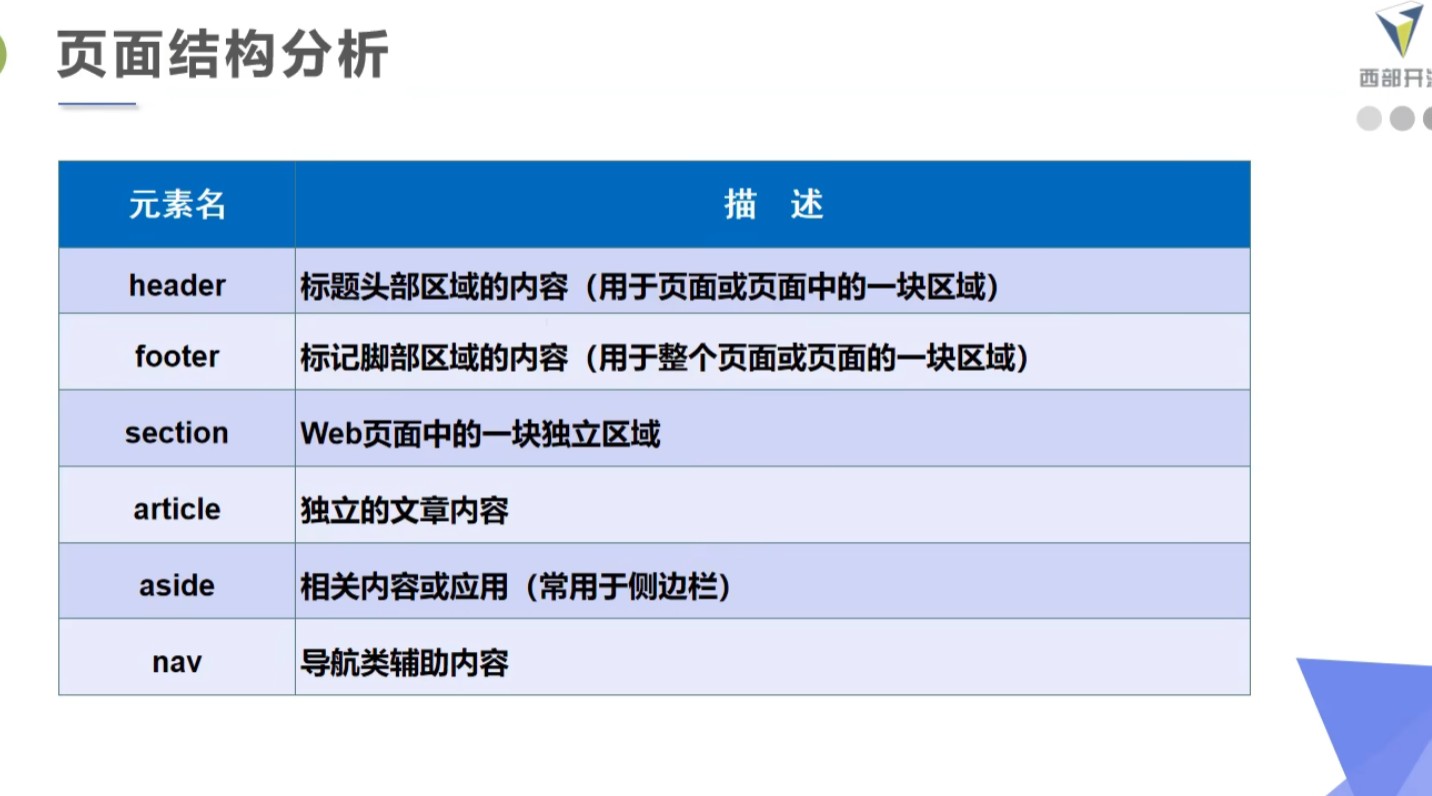 页面结构分析
西部开
元素名 描 述
header 标题头部区域的内容（用于页面或页面中的一块区域）
footer 标记脚部区域的内容（用于整个页面或页面的一块区域）
section Web页面中的一块独立区域
article 独立的文章内容
aside 相关内容或应用（常用于侧边栏）
nav 导航类辅助内容